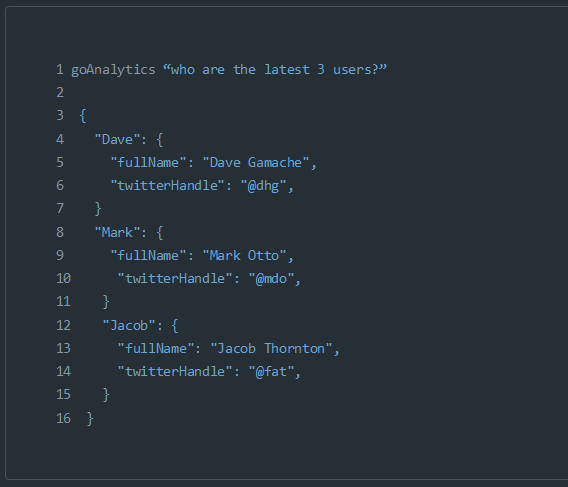 1 goAnalytics “who are the latest 3 users?”
2
3 {
4 "Dave": {
5 "fullName": "Dave Gamache",
6 "twitterHandle": "@dhg",
7 }
8 "Mark": {
9 "fullName": "Mark Otto",
10 "twitterHandle": "@mdo",
11 }
12 "Jacob": {
13 "fullName": "Jacob Thornton",
14 "twitterHandle": "@fat",
15 }
16 }